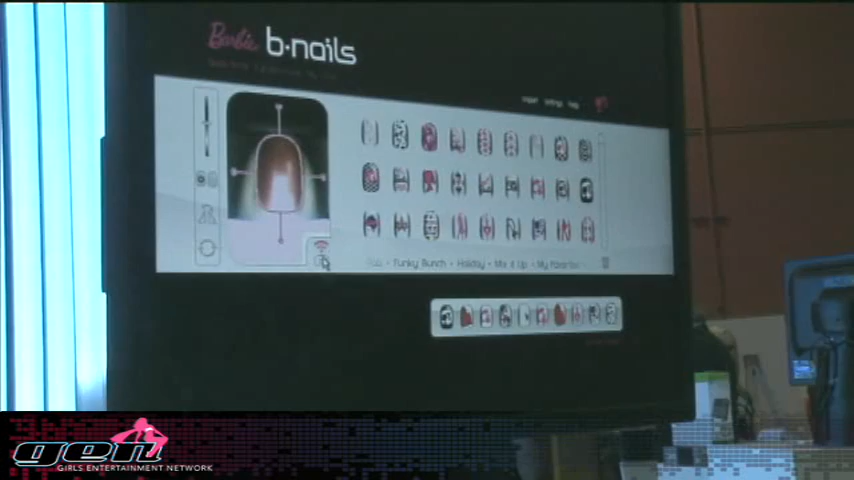 Barbie b·nails
Funky Bunch • Holiday • Mix it Up • My Favorites
gen
GIRLS ENTERTAINMENT NETWORK